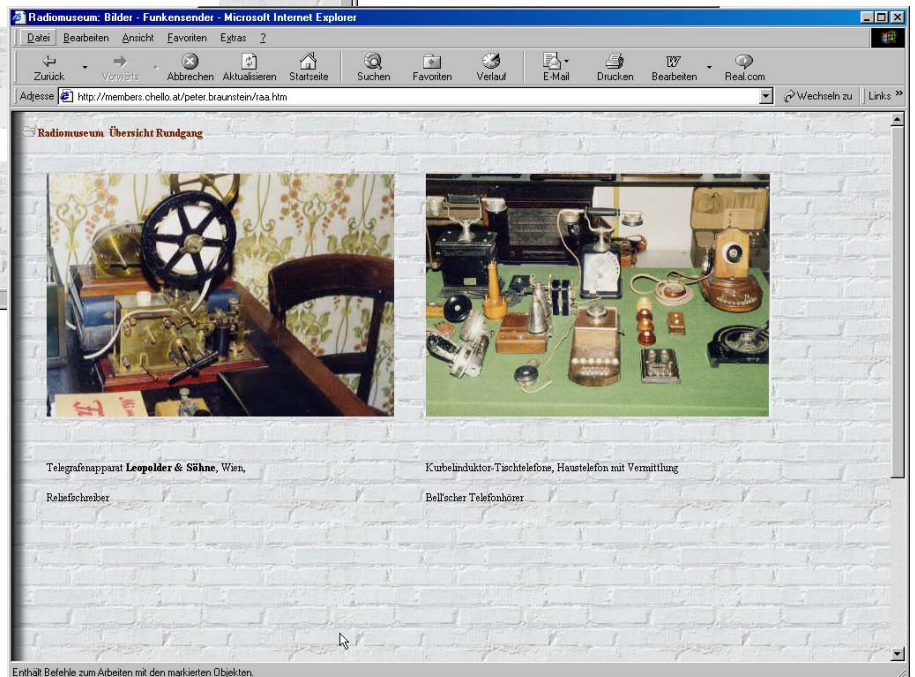 Radiomuseum: Bilder - Funkensender - Microsoft Internet Explorer
Datei Bearbeiten Ansicht Favoriten Extras ?
Zurück Vorwärts Abbrechen Aktualisieren Startseite Suchen Favoriten Verlauf E-Mail Drucken Bearbeiten Real.com
Adresse http://members.chello.at/peter.braunstein/raa.htm Wechseln zu Links »
Radiomuseum Übersicht Rundgang
Telegrafenapparat Leopolder & Söhne, Wien,
Reliefschreiber
Kurbelinduktor-Tischtelefone, Haustelefon mit Vermittlung
Bell'scher Telefonhörer
Enthält Befehle zum Arbeiten mit den markierten Objekten.